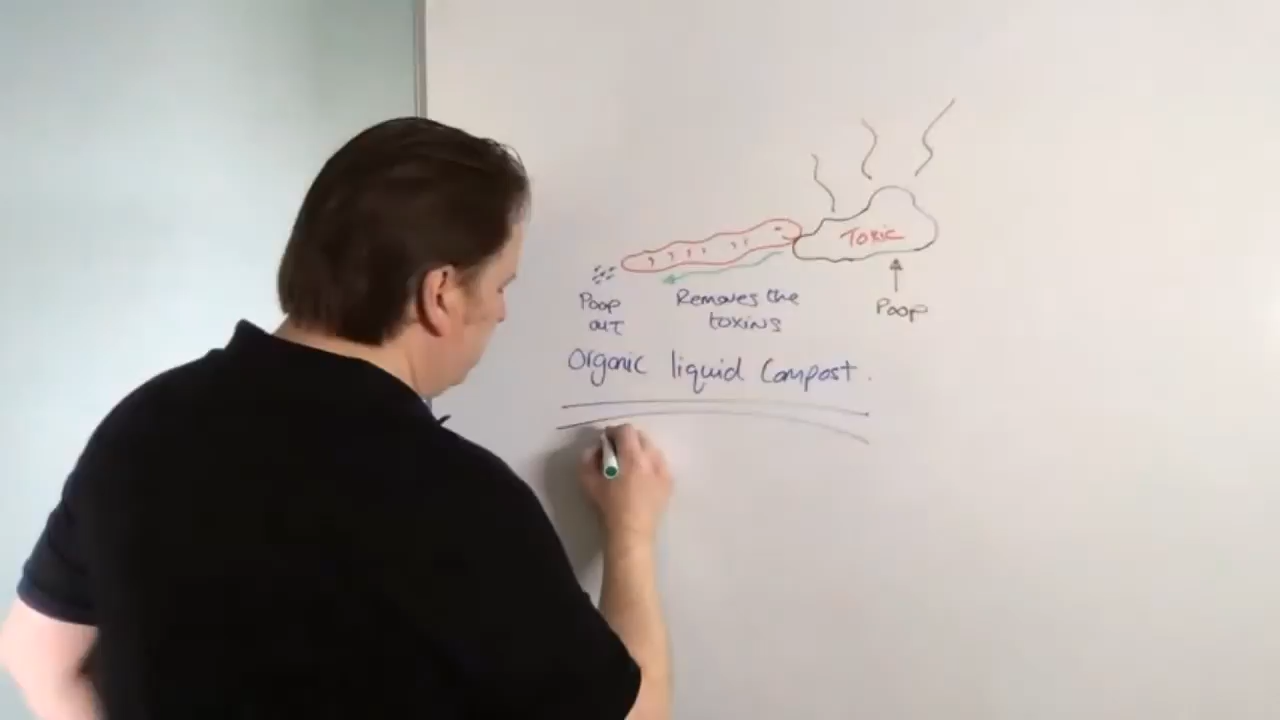 Toxic
Poop
out
Removes the
toxins
Poop
Organic liquid Compost.